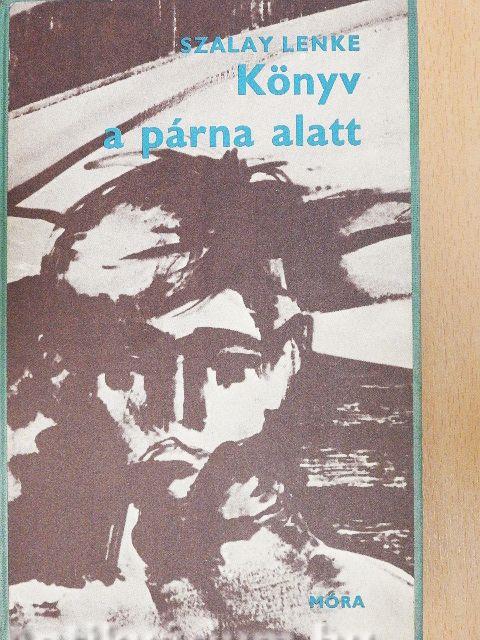 SZALAY LENKE
Könyv
a párna alatt
MÓRA